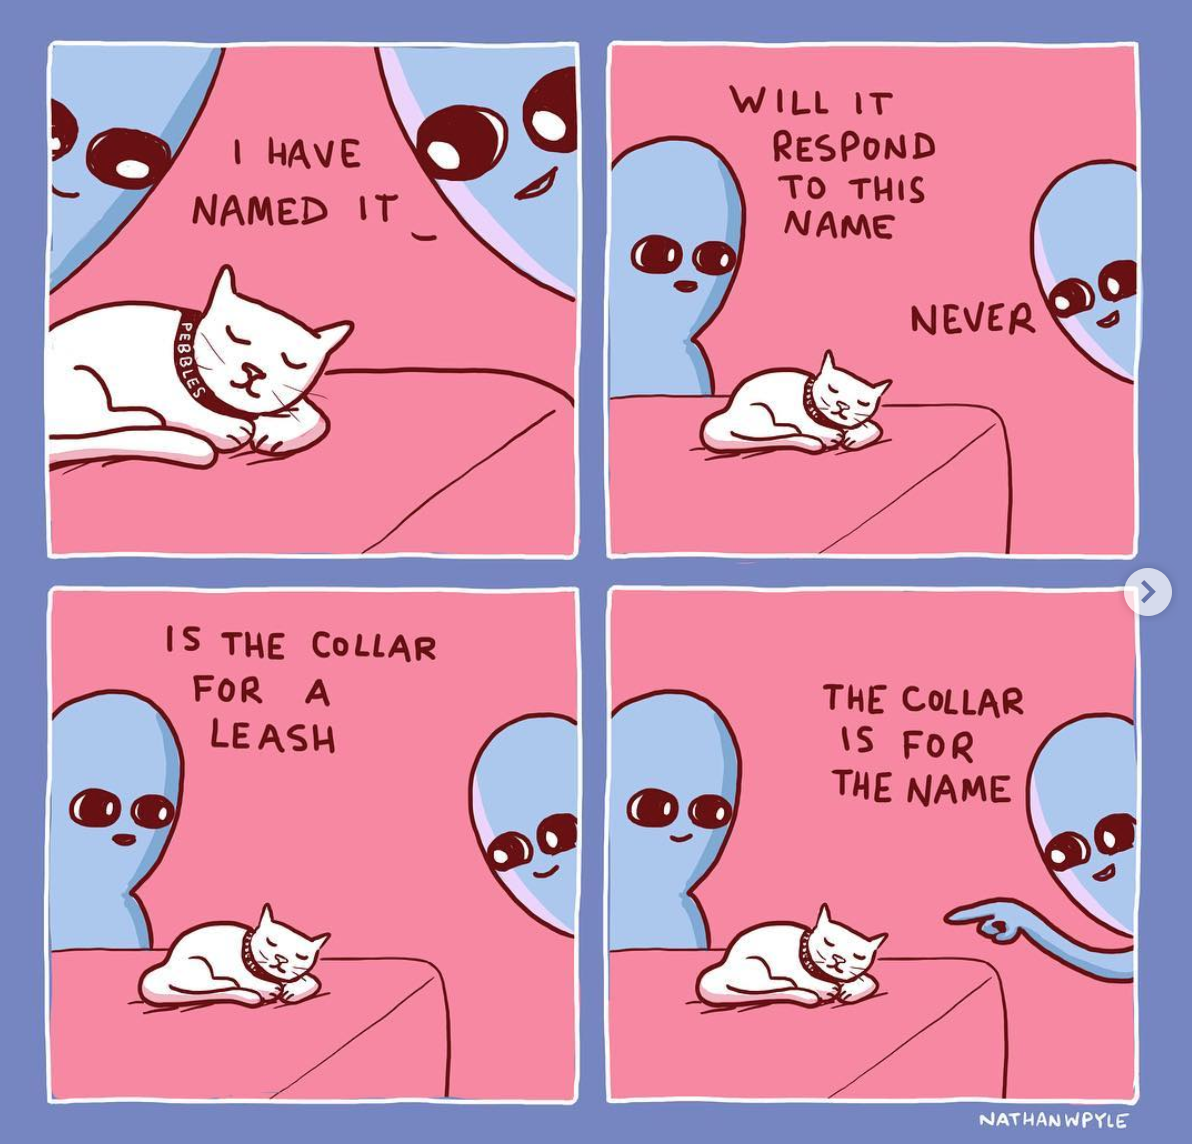 I HAVE
NAMED IT
PEBBLES
WILL IT
RESPOND
TO THIS
NAME
NEVER
IS THE COLLAR
FOR A
LEASH
THE COLLAR
IS FOR
THE NAME
NATHANWPYLE